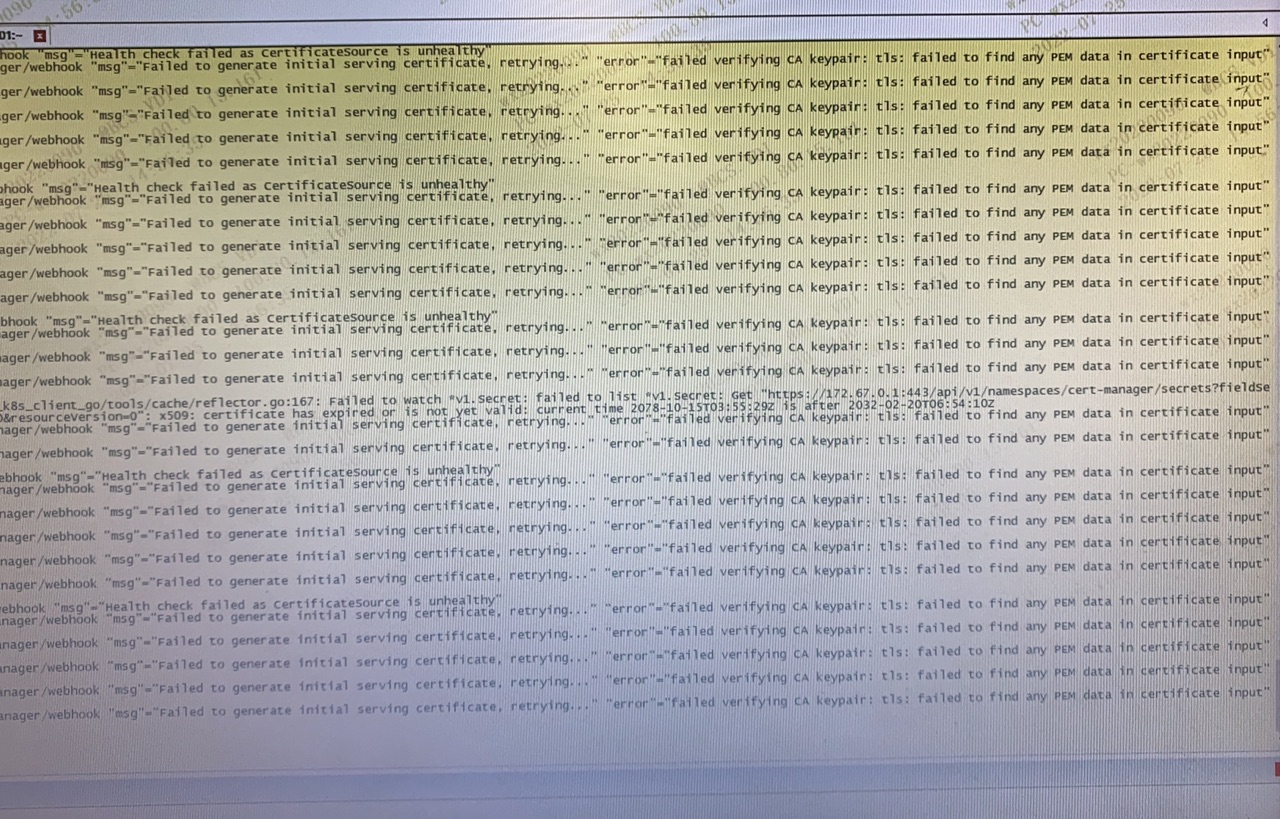 01:~
hook "msg"="Health check failed as CertificateSource is unhealthy"
ger/webhook "msg"="Failed to generate initial serving certificate, retrying..." "error"="failed verifying CA keypair: tls: failed to find any PEM data in certificate input"
ager/webhook "msg"="Failed to generate initial serving certificate, retrying..." "error"="failed verifying CA keypair: tls: failed to find any PEM data in certificate input"
ager/webhook "msg"="Failed to generate initial serving certificate, retrying..." "error"="failed verifying CA keypair: tls: failed to find any PEM data in certificate input"
ager/webhook "msg"="Failed to generate initial serving certificate, retrying..." "error"="failed verifying CA keypair: tls: failed to find any PEM data in certificate input"
ager/webhook "msg"="Failed to generate initial serving certificate, retrying..." "error"="failed verifying CA keypair: tls: failed to find any PEM data in certificate input"
bhook "msg"="Health check failed as CertificateSource is unhealthy"
ager/webhook "msg"="Failed to generate initial serving certificate, retrying..." "error"="failed verifying CA keypair: tls: failed to find any PEM data in certificate input"
ager/webhook "msg"="Failed to generate initial serving certificate, retrying..." "error"="failed verifying CA keypair: tls: failed to find any PEM data in certificate input"
ager/webhook "msg"="Failed to generate initial serving certificate, retrying..." "error"="failed verifying CA keypair: tls: failed to find any PEM data in certificate input"
ager/webhook "msg"="Failed to generate initial serving certificate, retrying..." "error"="failed verifying CA keypair: tls: failed to find any PEM data in certificate input"
ager/webhook "msg"="Failed to generate initial serving certificate, retrying..." "error"="failed verifying CA keypair: tls: failed to find any PEM data in certificate input"
bhook "msg"="Health check failed as CertificateSource is unhealthy"
ager/webhook "msg"="Failed to generate initial serving certificate, retrying..." "error"="failed verifying CA keypair: tls: failed to find any PEM data in certificate input"
nager/webhook "msg"="Failed to generate initial serving certificate, retrying..." "error"="failed verifying CA keypair: tls: failed to find any PEM data in certificate input"
nager/webhook "msg"="Failed to generate initial serving certificate, retrying..." "error"="failed verifying CA keypair: tls: failed to find any PEM data in certificate input"
_k8s_client_go/tools/cache/reflector.go:167: Failed to watch *v1.Secret: failed to list *v1.Secret: Get "https://172.67.0.1:443/api/v1/namespaces/cert-manager/secrets?fieldSe
0&resourceVersion=0": x509: certificate has expired or is not yet valid: current time 2078-10-15T03:55:29Z is after 2032-02-20T06:54:10Z
nager/webhook "msg"="Failed to generate initial serving certificate, retrying..." "error"="failed verifying CA keypair: tls: failed to find any PEM data in certificate input"
nager/webhook "msg"="Failed to generate initial serving certificate, retrying..." "error"="failed verifying CA keypair: tls: failed to find any PEM data in certificate input"
ebhook "msg"="Health check failed as CertificateSource is unhealthy"
nager/webhook "msg"="Failed to generate initial serving certificate, retrying..." "error"="failed verifying CA keypair: tls: failed to find any PEM data in certificate input"
nager/webhook "msg"="Failed to generate initial serving certificate, retrying..." "error"="failed verifying CA keypair: tls: failed to find any PEM data in certificate input"
nager/webhook "msg"="Failed to generate initial serving certificate, retrying..." "error"="failed verifying CA keypair: tls: failed to find any PEM data in certificate input"
nager/webhook "msg"="Failed to generate initial serving certificate, retrying..." "error"="failed verifying CA keypair: tls: failed to find any PEM data in certificate input"
nager/webhook "msg"="Failed to generate initial serving certificate, retrying..." "error"="failed verifying CA keypair: tls: failed to find any PEM data in certificate input"
webhook "msg"="Health check failed as CertificateSource is unhealthy"
nager/webhook "msg"="Failed to generate initial serving certificate, retrying..." "error"="failed verifying CA keypair: tls: failed to find any PEM data in certificate input"
anager/webhook "msg"="Failed to generate initial serving certificate, retrying..." "error"="failed verifying CA keypair: tls: failed to find any PEM data in certificate input"
anager/webhook "msg"="Failed to generate initial serving certificate, retrying..." "error"="failed verifying CA keypair: tls: failed to find any PEM data in certificate input"
anager/webhook "msg"="Failed to generate initial serving certificate, retrying..." "error"="failed verifying CA keypair: tls: failed to find any PEM data in certificate input"
anager/webhook "msg"="Failed to generate initial serving certificate, retrying..." "error"="failed verifying CA keypair: tls: failed to find any PEM data in certificate input"